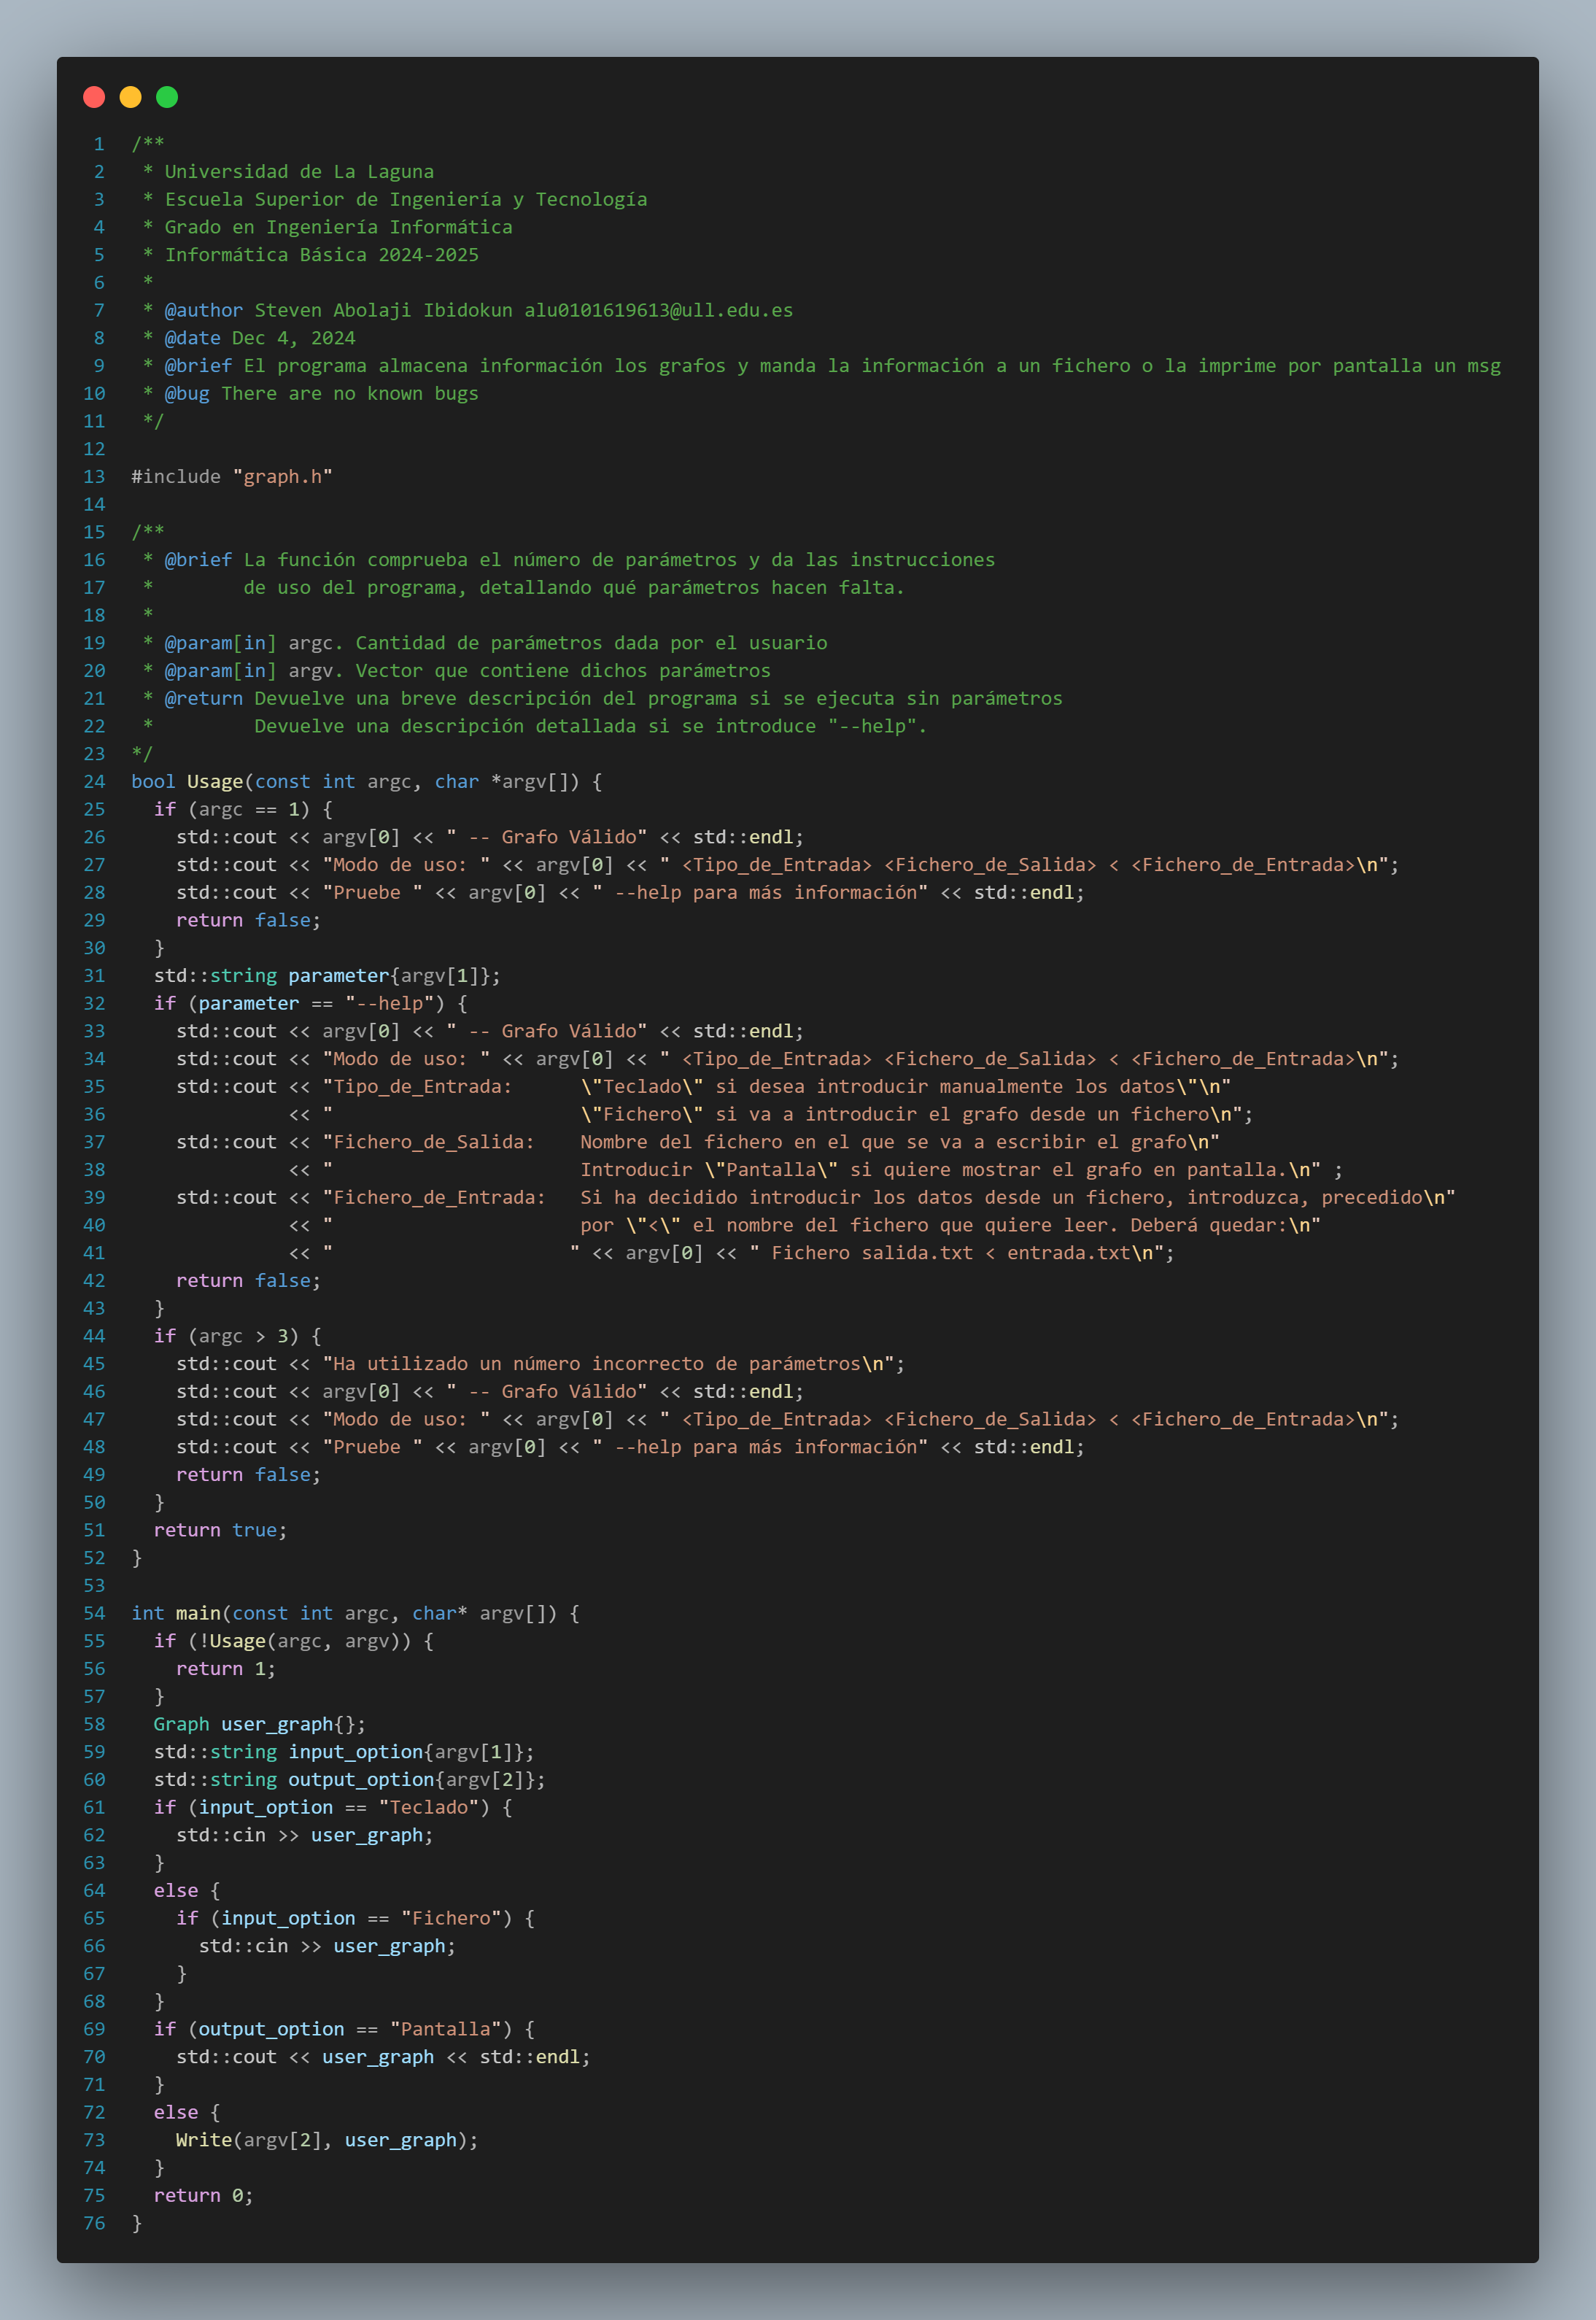 1 /**
2  * Universidad de La Laguna
3  * Escuela Superior de Ingeniería y Tecnología
4  * Grado en Ingeniería Informática
5  * Informática Básica 2024-2025
6  *
7  * @author Steven Abolaji Ibidokun alu0101619613@ull.edu.es
8  * @date Dec 4, 2024
9  * @brief El programa almacena información los grafos y manda la información a un fichero o la imprime por pantalla un msg
10  * @bug There are no known bugs
11  */
12
13 #include "graph.h"
14
15 /**
16  * @brief La función comprueba el número de parámetros y da las instrucciones
17  *        de uso del programa, detallando qué parámetros hacen falta.
18  *
19  * @param[in] argc. Cantidad de parámetros dada por el usuario
20  * @param[in] argv. Vector que contiene dichos parámetros
21  * @return Devuelve una breve descripción del programa si se ejecuta sin parámetros
22  *         Devuelve una descripción detallada si se introduce "--help".
23 */
24 bool Usage(const int argc, char *argv[]) {
25   if (argc == 1) {
26     std::cout << argv[0] << " -- Grafo Válido" << std::endl;
27     std::cout << "Modo de uso: " << argv[0] << " <Tipo_de_Entrada> <Fichero_de_Salida> < <Fichero_de_Entrada>\n";
28     std::cout << "Pruebe " << argv[0] << " --help para más información" << std::endl;
29     return false;
30   }
31   std::string parameter{argv[1]};
32   if (parameter == "--help") {
33     std::cout << argv[0] << " -- Grafo Válido" << std::endl;
34     std::cout << "Modo de uso: " << argv[0] << " <Tipo_de_Entrada> <Fichero_de_Salida> < <Fichero_de_Entrada>\n";
35     std::cout << "Tipo_de_Entrada:      \"Teclado\" si desea introducir manualmente los datos\"\n"
36               << "                      \"Fichero\" si va a introducir el grafo desde un fichero\n";
37     std::cout << "Fichero_de_Salida:    Nombre del fichero en el que se va a escribir el grafo\n"
38               << "                      Introducir \"Pantalla\" si quiere mostrar el grafo en pantalla.\n" ;
39     std::cout << "Fichero_de_Entrada:   Si ha decidido introducir los datos desde un fichero, introduzca, precedido\n"
40               << "                      por \"<\" el nombre del fichero que quiere leer. Deberá quedar:\n"
41               << "                     " << argv[0] << " Fichero salida.txt < entrada.txt\n";
42     return false;
43   }
44   if (argc > 3) {
45     std::cout << "Ha utilizado un número incorrecto de parámetros\n";
46     std::cout << argv[0] << " -- Grafo Válido" << std::endl;
47     std::cout << "Modo de uso: " << argv[0] << " <Tipo_de_Entrada> <Fichero_de_Salida> < <Fichero_de_Entrada>\n";
48     std::cout << "Pruebe " << argv[0] << " --help para más información" << std::endl;
49     return false;
50   }
51   return true;
52 }
53
54 int main(const int argc, char* argv[]) {
55   if (!Usage(argc, argv)) {
56     return 1;
57   }
58   Graph user_graph{};
59   std::string input_option{argv[1]};
60   std::string output_option{argv[2]};
61   if (input_option == "Teclado") {
62     std::cin >> user_graph;
63   }
64   else {
65     if (input_option == "Fichero") {
66       std::cin >> user_graph;
67     }
68   }
69   if (output_option == "Pantalla") {
70     std::cout << user_graph << std::endl;
71   }
72   else {
73     Write(argv[2], user_graph);
74   }
75   return 0;
76 }